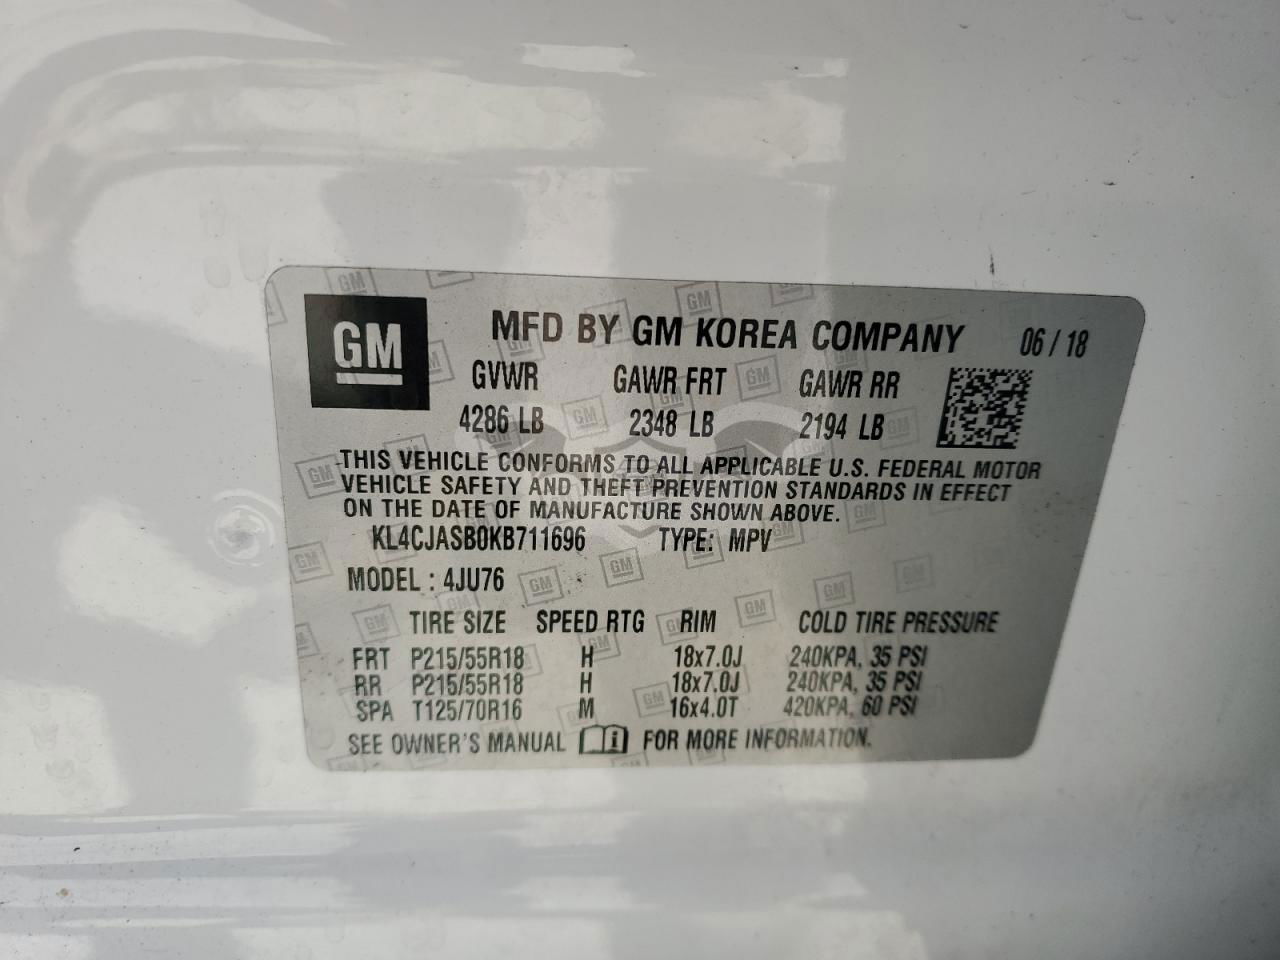 GM
MFD BY GM KOREA COMPANY 06/18
GVWR GAWR FRT GAWR RR
4286 LB 2348 LB 2194 LB
THIS VEHICLE CONFORMS TO ALL APPLICABLE U.S. FEDERAL MOTOR
VEHICLE SAFETY AND THEFT PREVENTION STANDARDS IN EFFECT
ON THE DATE OF MANUFACTURE SHOWN ABOVE.
KL4CJASB0KB711696 TYPE: MPV
MODEL : 4JU76
TIRE SIZE SPEED RTG RIM COLD TIRE PRESSURE
FRT P215/55R18 H 18x7.0J 240KPA, 35 PSI
RR P215/55R18 H 18x7.0J 240KPA, 35 PSI
SPA T125/70R16 M 16x4.0T 420KPA, 60 PSI
SEE OWNER'S MANUAL i FOR MORE INFORMATION.